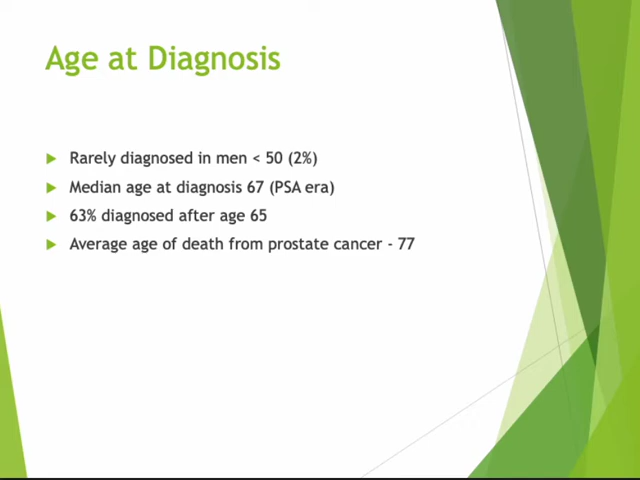 Age at Diagnosis
Rarely diagnosed in men < 50 (2%)
Median age at diagnosis 67 (PSA era)
63% diagnosed after age 65
Average age of death from prostate cancer - 77